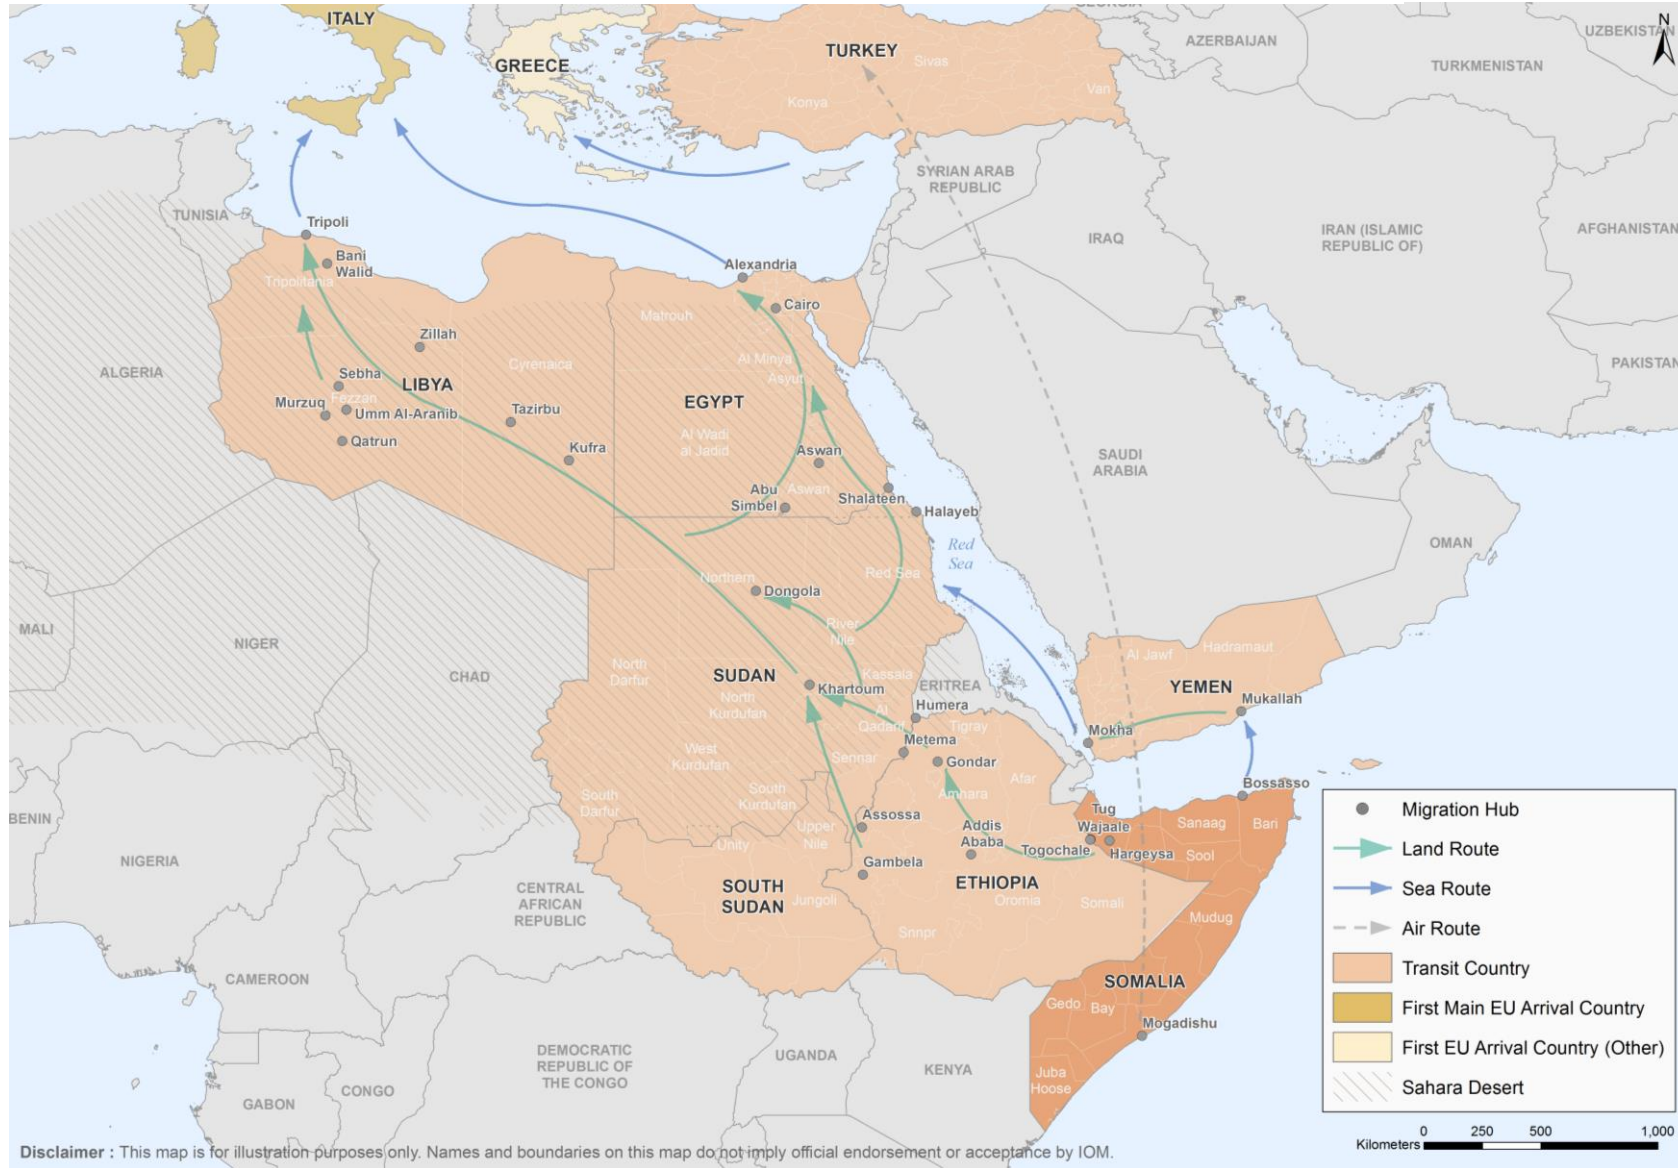 ITALY
GEORGIA
N
UZBEKISTAN
AZERBAIJAN
TURKEY
Sivas
GREECE
TURKMENISTAN
Konya
Van
SYRIAN ARAB
REPUBLIC
TUNISIA
Tripoli
IRAN (ISLAMIC
REPUBLIC OF)
AFGHANISTAN
IRAQ
Bani
Walid
Alexandria
Tripolitania
Cairo
Matrouh
Zillah
Al Minya
Cyrenaica
PAKISTAN
ALGERIA
Sebha
Asyut
LIBYA
Fezzan
Murzuq
Umm Al-Aranib
EGYPT
Tazirbu
Qatrun
Al Wadi
al Jadid
Kufra
Aswan
SAUDI
ARABIA
Abu
Simbel
Aswan
Shalateen
Halayeb
Red
Sea
OMAN
Northern
Red Sea
Dongola
MALI
NIGER
River
Nile
Al Jawf
Hadramaut
North
Darfur
CHAD
SUDAN
Kassala
Khartoum
ERITREA
YEMEN
Mukallah
North
Kurdufan
Al
Qadarif
Humera
Tigray
Mokha
Metema
West
Kurdufan
Sennar
Gondar
Afar
South
Darfur
South
Kurdufan
Amhara
Bossasso
BENIN
Assossa
Tug
Wajaale
Sanaag
Bari
Upper
Nile
Addis
Ababa
Unity
Togochale
Hargeysa
Sool
NIGERIA
Gambela
SOUTH
SUDAN
Jungoli
ETHIOPIA
Oromia
Somali
CENTRAL
AFRICAN
REPUBLIC
Mudug
Snnpr
CAMEROON
SOMALIA
Gedo
Bay
Mogadishu
DEMOCRATIC
REPUBLIC OF
THE CONGO
UGANDA
KENYA
Juba
Hoose
CONGO
GABON
Migration Hub
Land Route
Sea Route
Air Route
Transit Country
First Main EU Arrival Country
First EU Arrival Country (Other)
Sahara Desert
0 250 500 1,000
Kilometers
Disclaimer : This map is for illustration purposes only. Names and boundaries on this map do not imply official endorsement or acceptance by IOM.